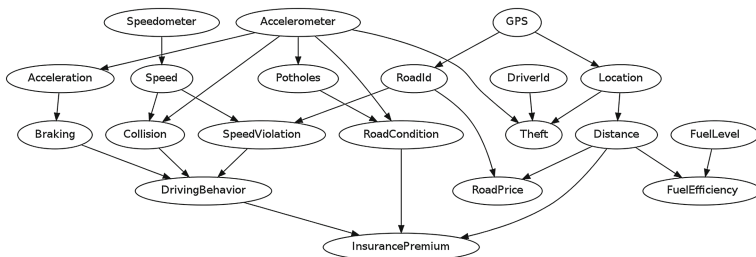 Speedometer
Accelerometer
GPS
Acceleration
Speed
Potholes
RoadId
DriverId
Location
Braking
Collision
SpeedViolation
RoadCondition
Theft
Distance
FuelLevel
DrivingBehavior
RoadPrice
FuelEfficiency
InsurancePremium